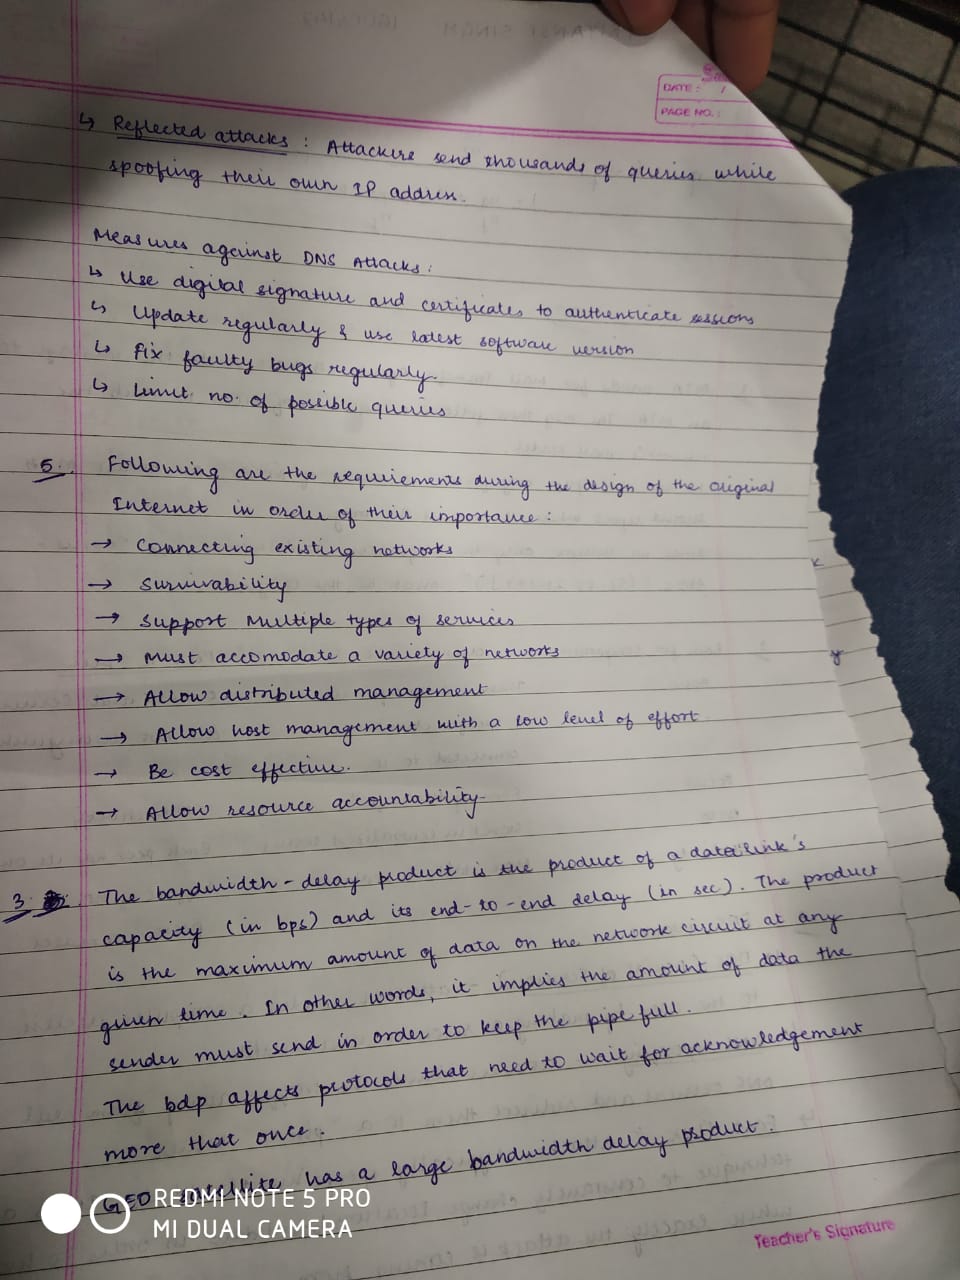 DATE: /
PAGE NO.:
↳ Reflected attacks : Attackers send thousands of queries while
spoofing their own IP address.
Measures against DNS Attacks:
↳ Use digital signature and certificates to authenticate sessions
↳ Update regularly & use latest software version
↳ Fix faulty bugs regularly.
↳ Limit no. of possible queries
5. Following are the requirements during the design of the original
Internet in order of their importance:
→ Connecting existing networks
→ Survivability
→ Support Multiple types of services
→ Must accomodate a variety of networks
→ Allow distributed management
→ Allow host management with a low level of effort
→ Be cost effective.
→ Allow resource accountability
3. The bandwidth-delay product is the product of a data link's
capacity (in bps) and its end-to-end delay (in sec). The product
is the maximum amount of data on the network circuit at any
given time. In other words, it implies the amount of data the
sender must send in order to keep the pipe full.
The bdp affects protocols that need to wait for acknowledgement
more that once.
GEO satellite has a large bandwidth delay product.
REDMI NOTE 5 PRO
MI DUAL CAMERA
Teacher's Signature